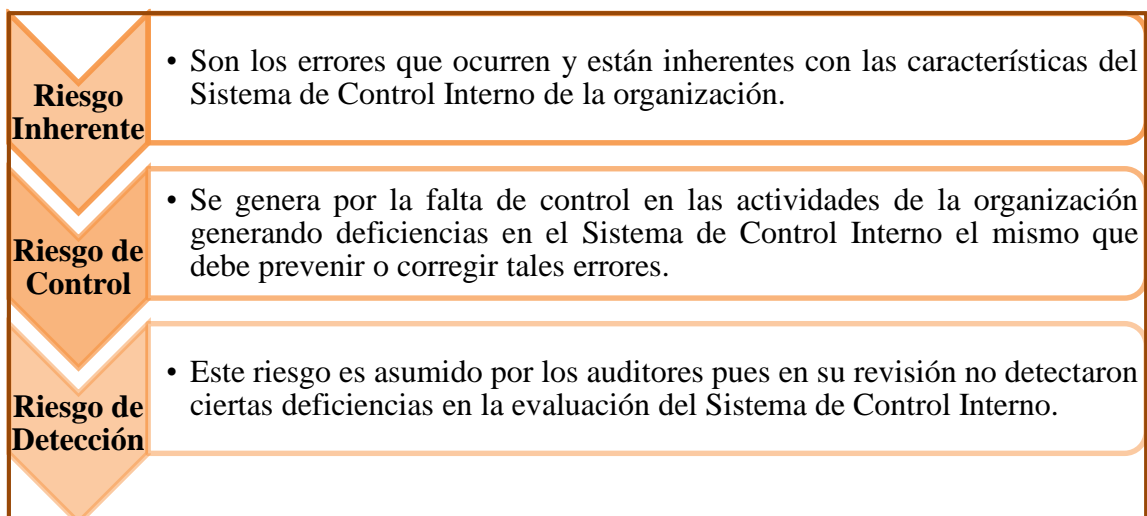 Riesgo
Inherente
• Son los errores que ocurren y están inherentes con las características del
Sistema de Control Interno de la organización.
Riesgo de
Control
• Se genera por la falta de control en las actividades de la organización
generando deficiencias en el Sistema de Control Interno el mismo que
debe prevenir o corregir tales errores.
Riesgo de
Detección
• Este riesgo es asumido por los auditores pues en su revisión no detectaron
ciertas deficiencias en la evaluación del Sistema de Control Interno.